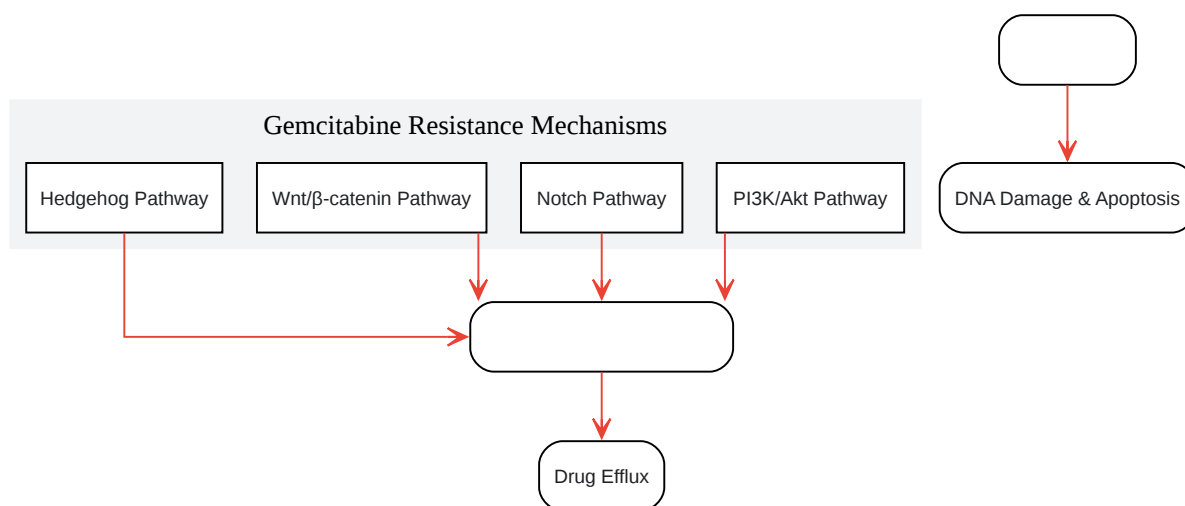 Gemcitabine Resistance Mechanisms
Hedgehog Pathway
Wnt/β-catenin Pathway
Notch Pathway
PI3K/Akt Pathway
DNA Damage & Apoptosis
Drug Efflux